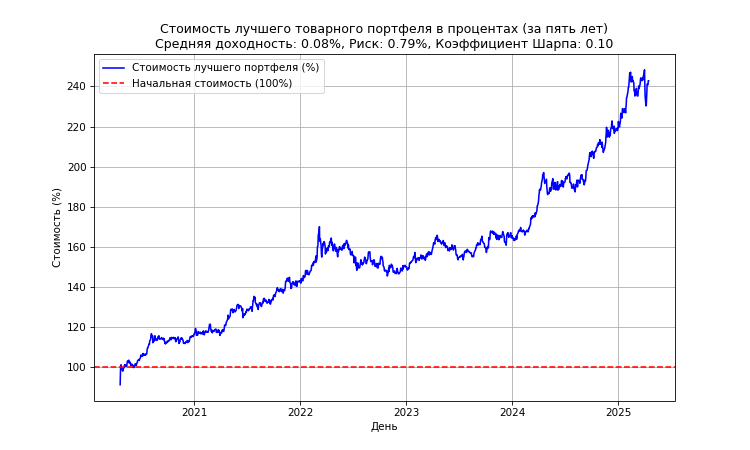 Стоимость лучшего товарного портфеля в процентах (за пять лет)
Средняя доходность: 0.08%, Риск: 0.79%, Коэффициент Шарпа: 0.10
Стоимость лучшего портфеля (%)
Начальная стоимость (100%)
Стоимость (%)
240
220
200
180
160
140
120
100
2021
2022
2023
2024
2025
День